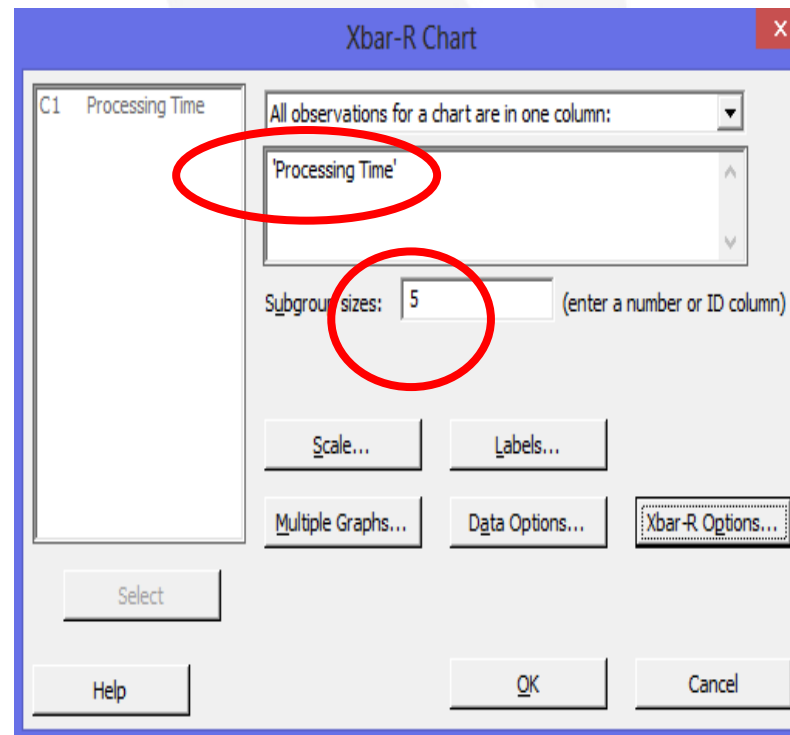 Xbar-R Chart
x
C1 Processing Time
All observations for a chart are in one column:
'Processing Time'
Subgroup sizes: 5 (enter a number or ID column)
Scale... Labels...
Multiple Graphs... Data Options... Xbar-R Options...
Select
Help OK Cancel